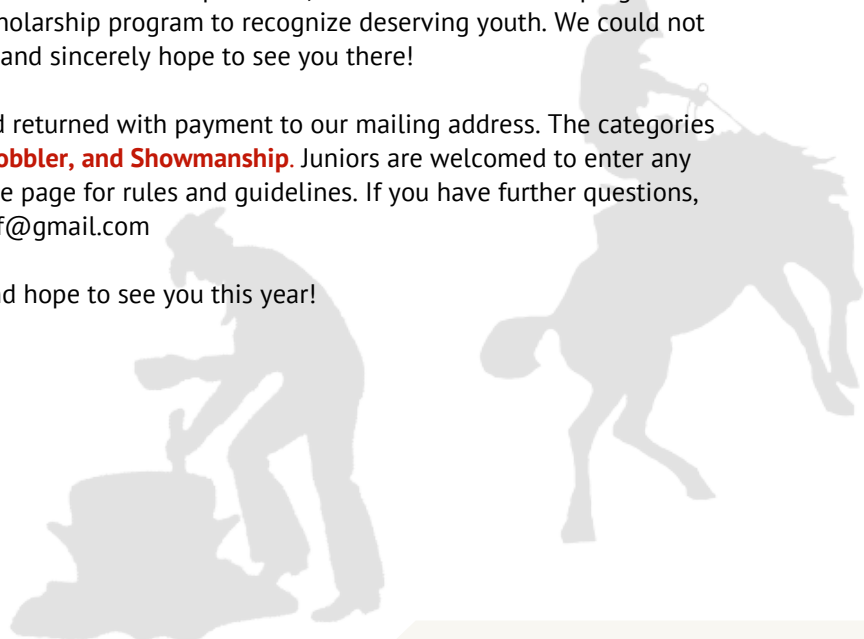 scholarship program to recognize deserving youth. We could not
and sincerely hope to see you there!
returned with payment to our mailing address. The categories
obbler, and Showmanship. Juniors are welcomed to enter any
page for rules and guidelines. If you have further questions,
f@gmail.com
hope to see you this year!